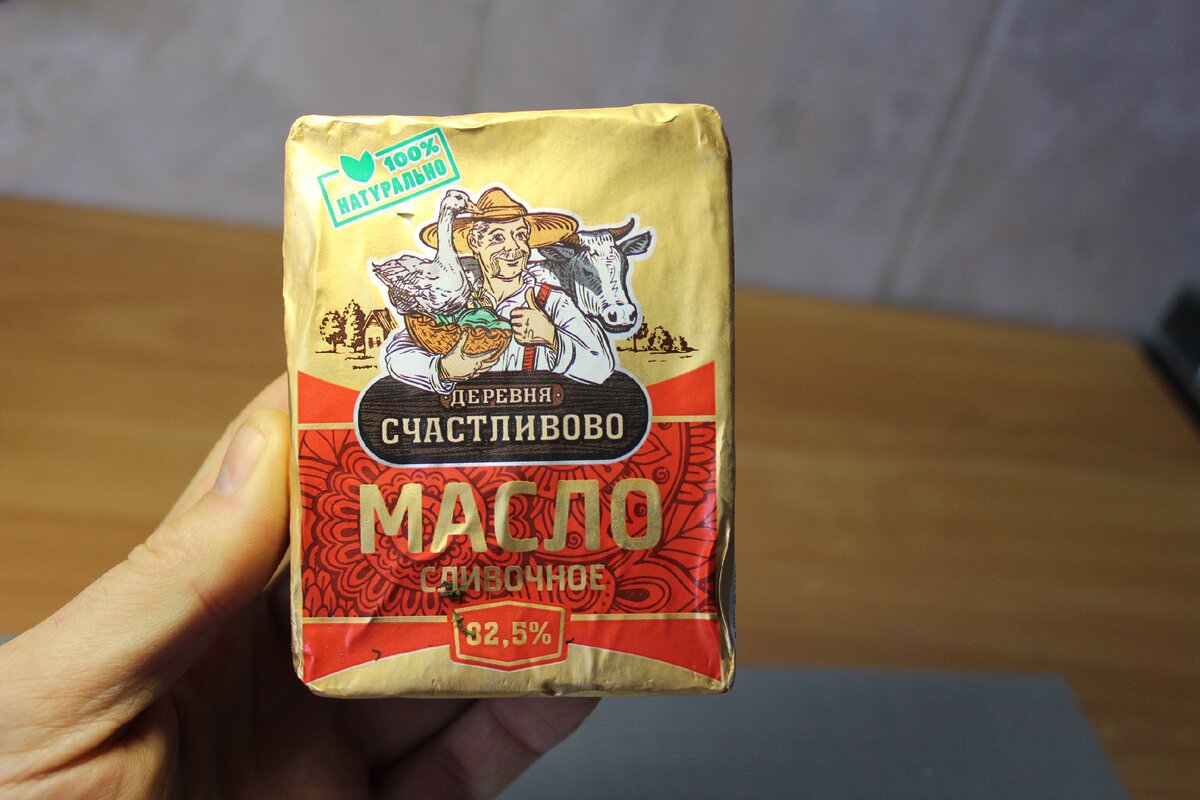 100%
НАТУРАЛЬНО
ДЕРЕВНЯ
СЧАСТЛИВОВО
МАСЛО
СЛИВОЧНОЕ
82,5%